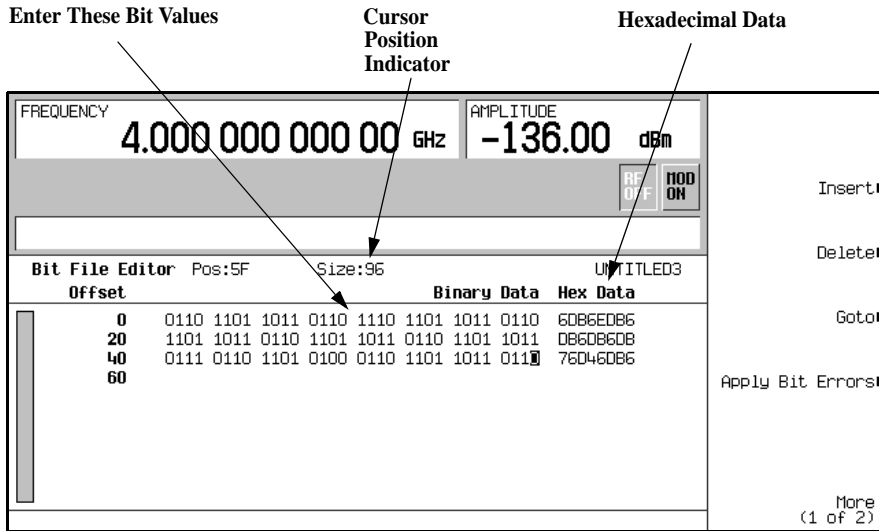 Enter These Bit Values
Cursor
Position
Indicator
Hexadecimal Data
FREQUENCY
4.000 000 000 00 GHz
AMPLITUDE
-136.00 dBm
RF
OFF
MOD
ON
Insert
Bit File Editor Pos:5F Size:96 UNTITLED3
Delete
Offset Binary Data Hex Data
0 0110 1101 1011 0110 1110 1101 1011 0110 6DB6EDB6
Goto
20 1101 1011 0110 1101 1011 0110 1101 1011 DB6DB6DB
40 0111 0110 1101 0100 0110 1101 1011 0110 76D46DB6
60
Apply Bit Errors
More
(1 of 2)